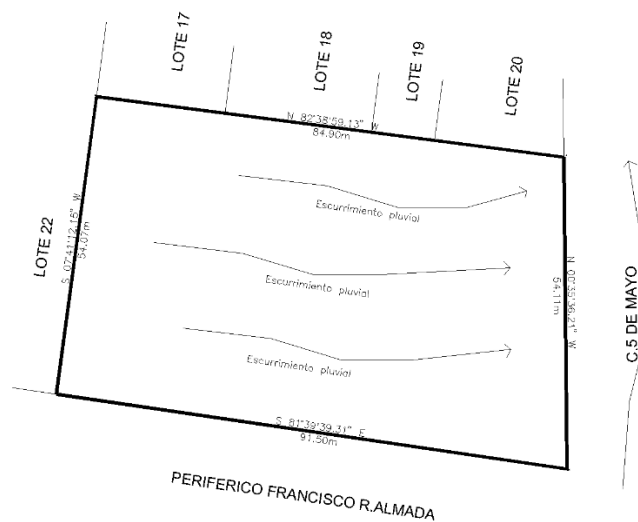 LOTE 17
LOTE 18
LOTE 19
LOTE 20
N 82°38'59.13" W
84.90m
Escurrimiento pluvial
LOTE 22
S 07°41'12.15" W
54.07m
Escurrimiento pluvial
N 00°35'36.21" W
54.11m
C.5 DE MAYO
Escurrimiento pluvial
S 81°39'39.31" E
91.50m
PERIFERICO FRANCISCO R.ALMADA